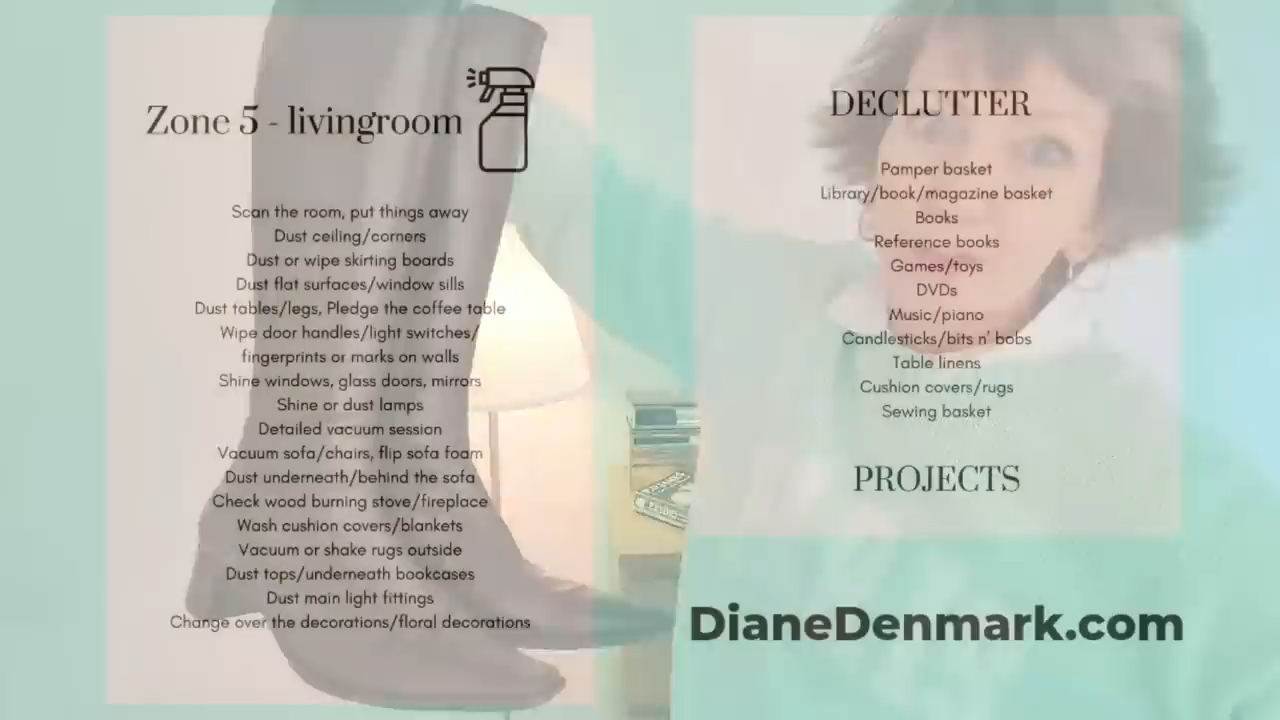 Zone 5 - livingroom
Scan the room, put things away
Dust ceiling/corners
Dust or wipe skirting boards
Dust flat surfaces/window sills
Dust tables/legs, Pledge the coffee table
Wipe door handles/light switches/
fingerprints or marks on walls
Shine windows, glass doors, mirrors
Shine or dust lamps
Detailed vacuum session
Vacuum sofa/chairs, flip sofa foam
Dust underneath/behind the sofa
Check wood burning stove/fireplace
Wash cushion covers/blankets
Vacuum or shake rugs outside
Dust tops/underneath bookcases
Dust main light fittings
Change over the decorations/floral decorations
DECLUTTER
Pamper basket
Library/book/magazine basket
Books
Reference books
Games/toys
DVDs
Music/piano
Candlesticks/bits n' bobs
Table linens
Cushion covers/rugs
Sewing basket
PROJECTS
DianeDenmark.com